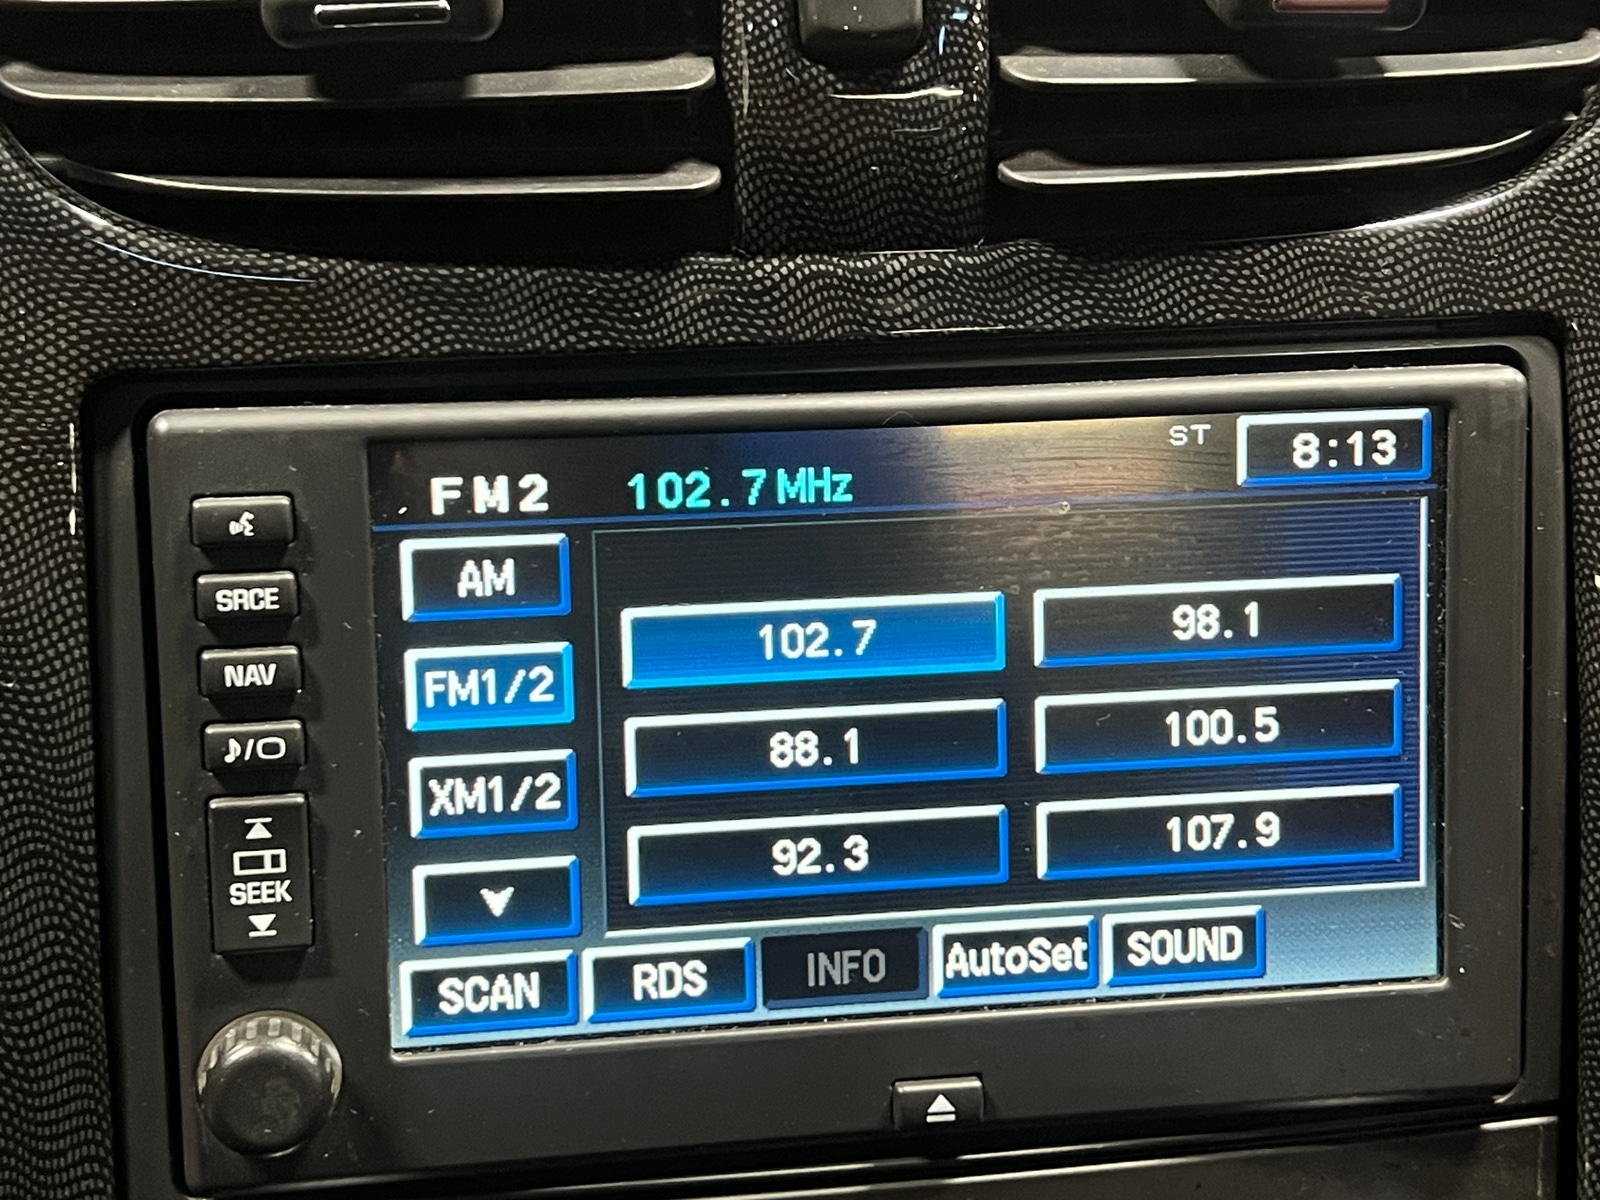 ST 8:13
FM2 102.7 MHz
AM
FM1/2
XM1/2
102.7 98.1
88.1 100.5
92.3 107.9
SCAN RDS INFO AutoSet SOUND
SRCE
NAV
SEEK